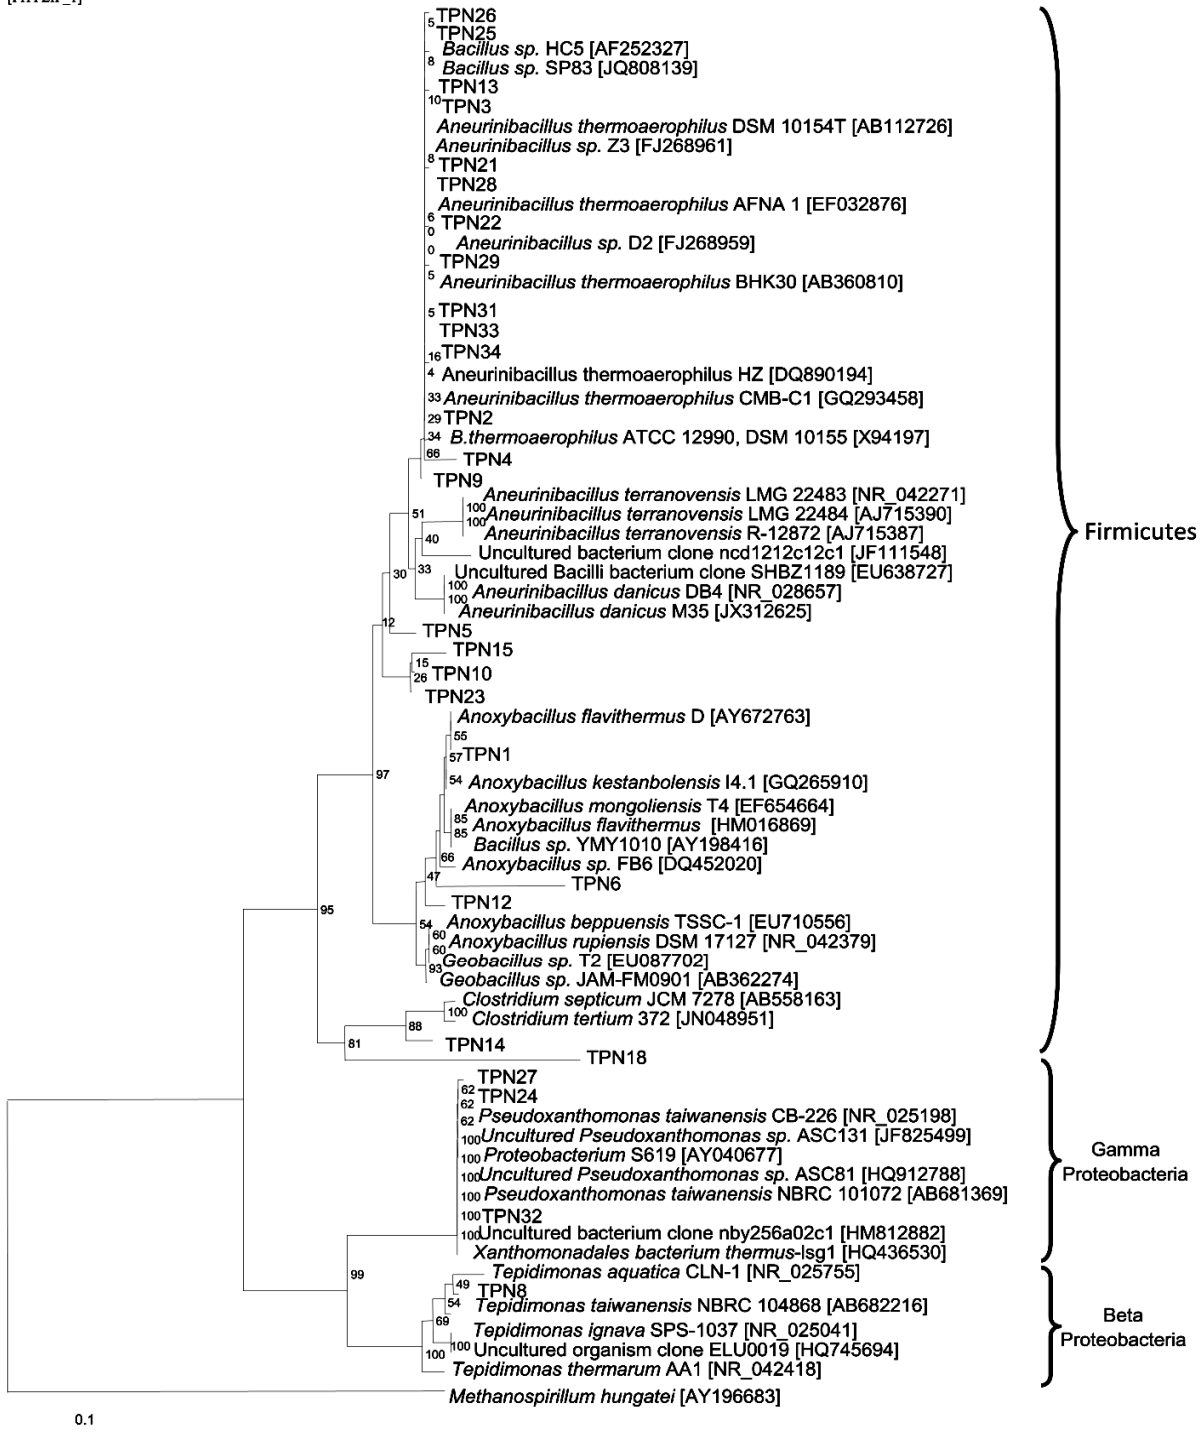 TPN26
5
TPN25
Bacillus sp. HC5 [AF252327]
8
Bacillus sp. SP83 [JQ808139]
TPN13
10
TPN3
Aneurinibacillus thermoaerophilus DSM 10154T [AB112726]
Aneurinibacillus sp. Z3 [FJ268961]
8
TPN21
TPN28
Aneurinibacillus thermoaerophilus AFNA 1 [EF032876]
6
TPN22
0
Aneurinibacillus sp. D2 [FJ268959]
0
TPN29
5
Aneurinibacillus thermoaerophilus BHK30 [AB360810]
5
TPN31
TPN33
16
TPN34
4
Aneurinibacillus thermoaerophilus HZ [DQ890194]
33
Aneurinibacillus thermoaerophilus CMB-C1 [GQ293458]
29
TPN2
34
B.thermoaerophilus ATCC 12990, DSM 10155 [X94197]
66
TPN4
TPN9
Aneurinibacillus terranovensis LMG 22483 [NR_042271]
100
51
Aneurinibacillus terranovensis LMG 22484 [AJ715390]
100
Aneurinibacillus terranovensis R-12872 [AJ715387]
Firmicutes
40
Uncultured bacterium clone ncd1212c12c1 [JF111548]
30
33
Uncultured Bacilli bacterium clone SHBZ1189 [EU638727]
100
Aneurinibacillus danicus DB4 [NR_028657]
100
Aneurinibacillus danicus M35 [JX312625]
12
TPN5
TPN15
15
TPN10
26
TPN23
Anoxybacillus flavithermus D [AY672763]
55
57
TPN1
97
54
Anoxybacillus kestanbolensis I4.1 [GQ265910]
Anoxybacillus mongoliensis T4 [EF654664]
85
Anoxybacillus flavithermus [HM016869]
85
Bacillus sp. YMY1010 [AY198416]
66
Anoxybacillus sp. FB6 [DQ452020]
47
TPN6
TPN12
95
54
Anoxybacillus beppuensis TSSC-1 [EU710556]
60
Anoxybacillus rupiensis DSM 17127 [NR_042379]
60
Geobacillus sp. T2 [EU087702]
93
Geobacillus sp. JAM-FM0901 [AB362274]
Clostridium septicum JCM 7278 [AB558163]
100
Clostridium tertium 372 [JN048951]
88
81
TPN14
TPN18
TPN27
62
TPN24
62
Pseudoxanthomonas taiwanensis CB-226 [NR_025198]
62
Uncultured Pseudoxanthomonas sp. ASC131 [JF825499]
100
Proteobacterium S619 [AY040677]
100
Uncultured Pseudoxanthomonas sp. ASC81 [HQ912788]
100
Gamma
Proteobacteria
Pseudoxanthomonas taiwanensis NBRC 101072 [AB681369]
100
100
TPN32
Uncultured bacterium clone nby256a02c1 [HM812882]
100
Xanthomonadales bacterium thermus-lsg1 [HQ436530]
99
Tepidimonas aquatica CLN-1 [NR_025755]
49
TPN8
54
Tepidimonas taiwanensis NBRC 104868 [AB682216]
69
Beta
Proteobacteria
Tepidimonas ignava SPS-1037 [NR_025041]
100
Uncultured organism clone ELU0019 [HQ745694]
100
Tepidimonas thermarum AA1 [NR_042418]
Methanospirillum hungatei [AY196683]
0.1